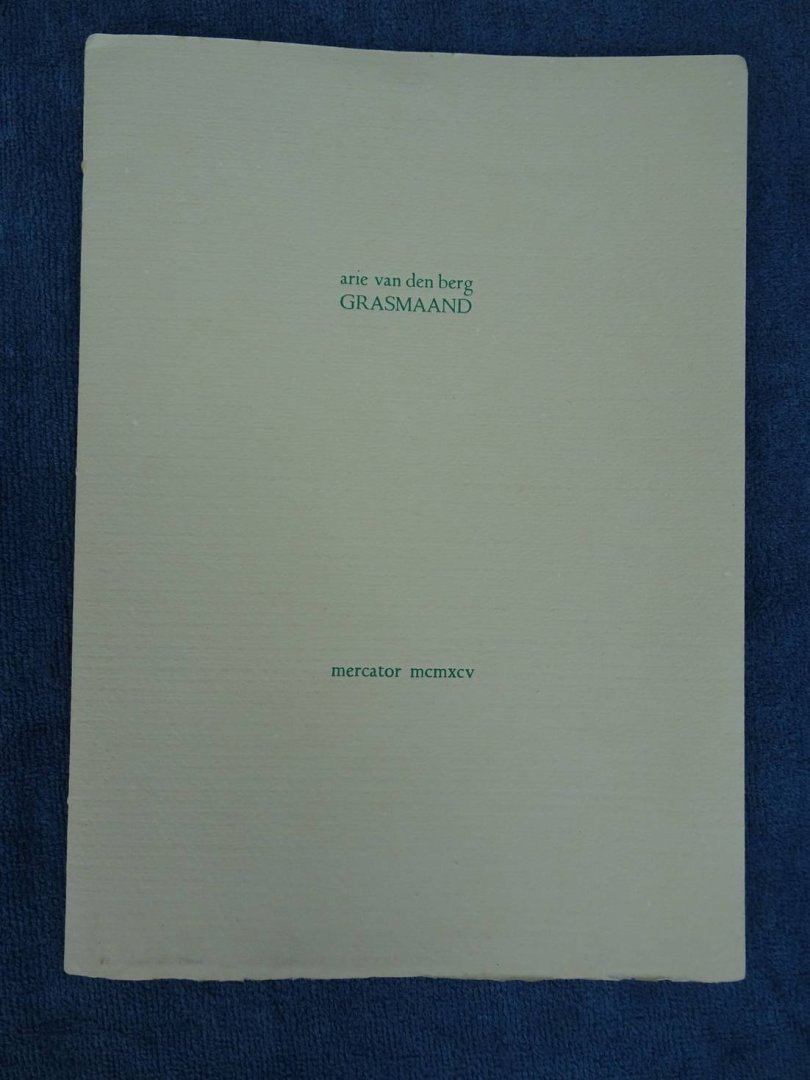 arie van den berg
GRASMAAND
mercator mcmxcv